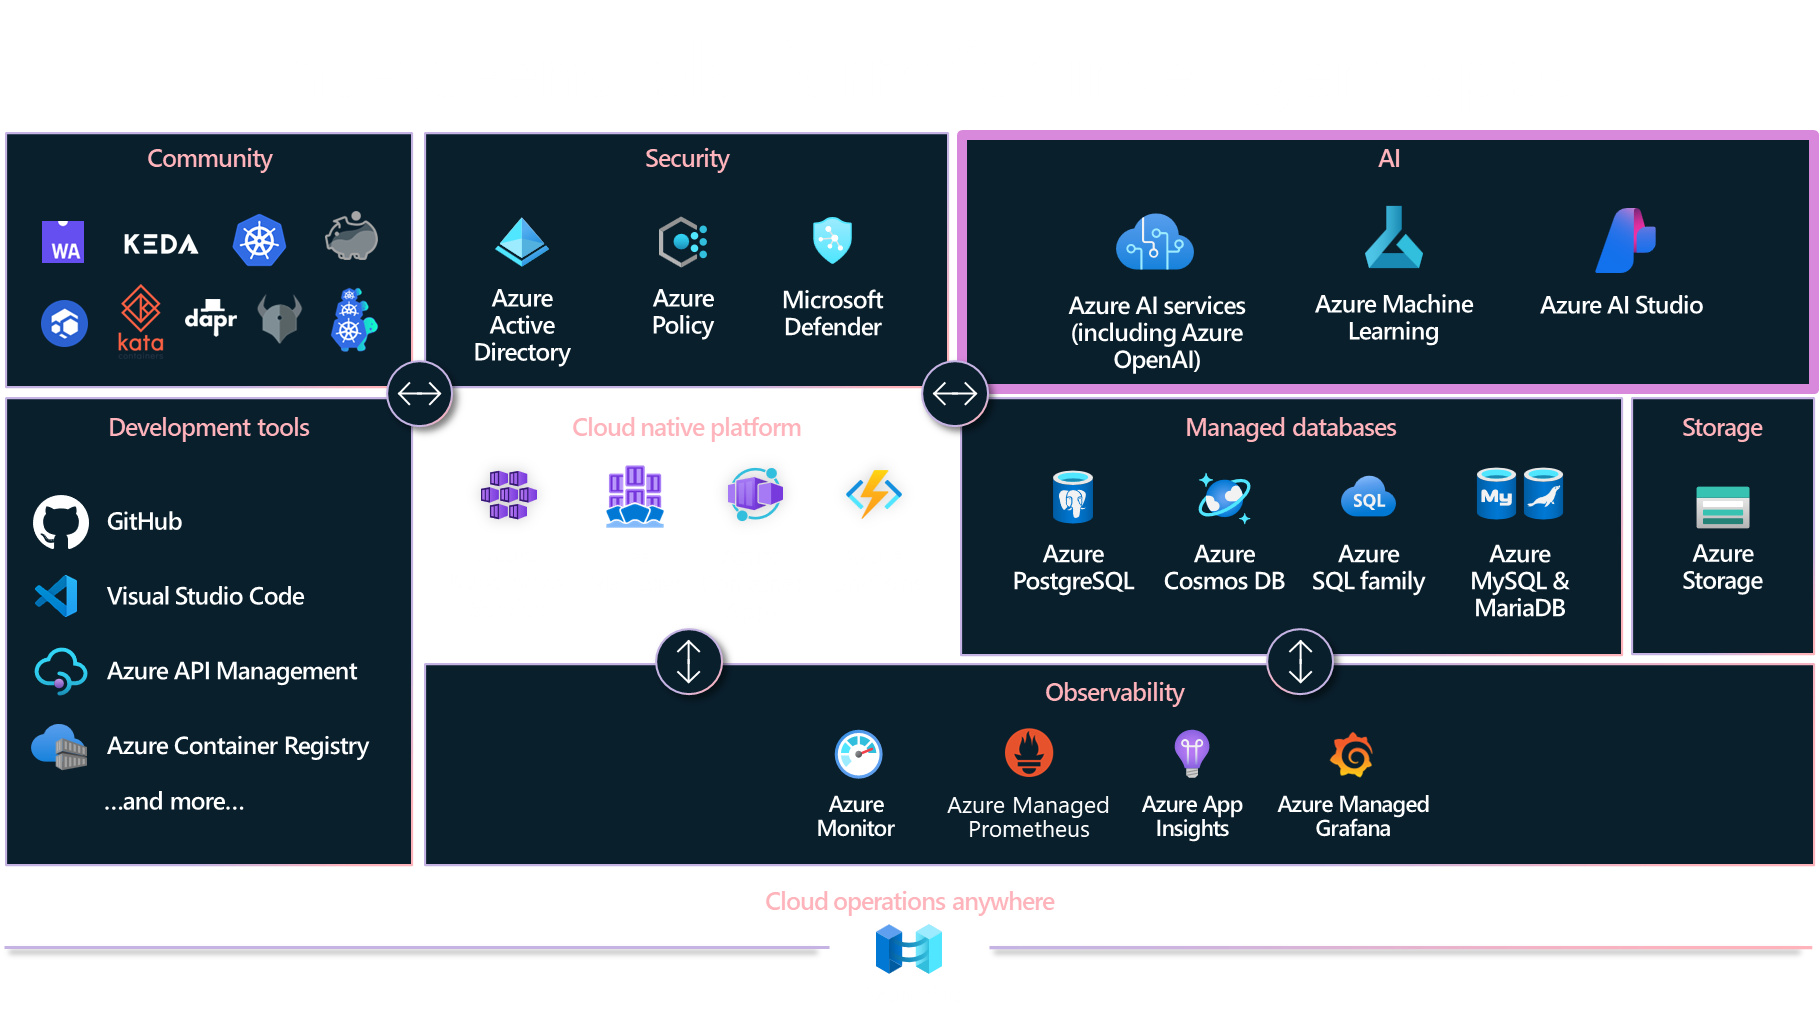 Community
WA
KEDA
kata
containers
dapr
Security
Azure
Active
Directory
Azure
Policy
Microsoft
Defender
AI
Azure AI services
(including Azure
OpenAI)
Azure Machine
Learning
Azure AI Studio
Development tools
GitHub
Visual Studio Code
Azure API Management
Azure Container Registry
...and more...
Cloud native platform
Managed databases
Azure
PostgreSQL
Azure
Cosmos DB
SQL
Azure
SQL family
My
Azure
MySQL &
MariaDB
Storage
Azure
Storage
Observability
Azure
Monitor
Azure Managed
Prometheus
Azure App
Insights
Azure Managed
Grafana
Cloud operations anywhere